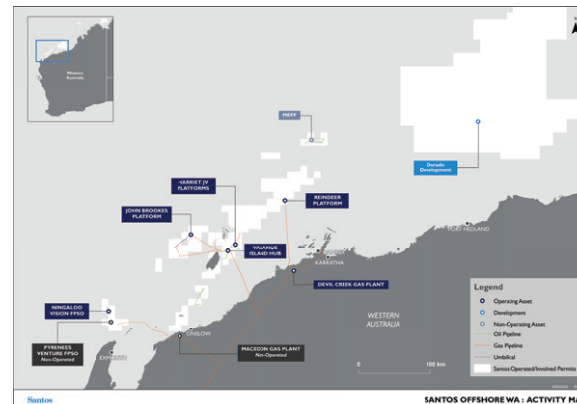 Western
Australia
MEFF
Dorado
Development
HARRIET JV
PLATFORMS
REINDEER
PLATFORM
JOHN BROOKES
PLATFORM
VARANUS
ISLAND HUB
PORT HEDLAND
KARRATHA
DEVIL CREEK GAS PLANT
NINGALOO
VISION FPSO
PYRENEES
VENTURE FPSO
Non-Operated
EXMOUTH
ONSLOW
MACEDON GAS PLANT
Non-Operated
WESTERN
AUSTRALIA
0
100 km
Legend
Operating Asset
Development
Non-Operating Asset
Oil Pipeline
Gas Pipeline
Umbilical
Santos Operated/Involved Permits
Santos
SANTOS OFFSHORE WA : ACTIVITY MA